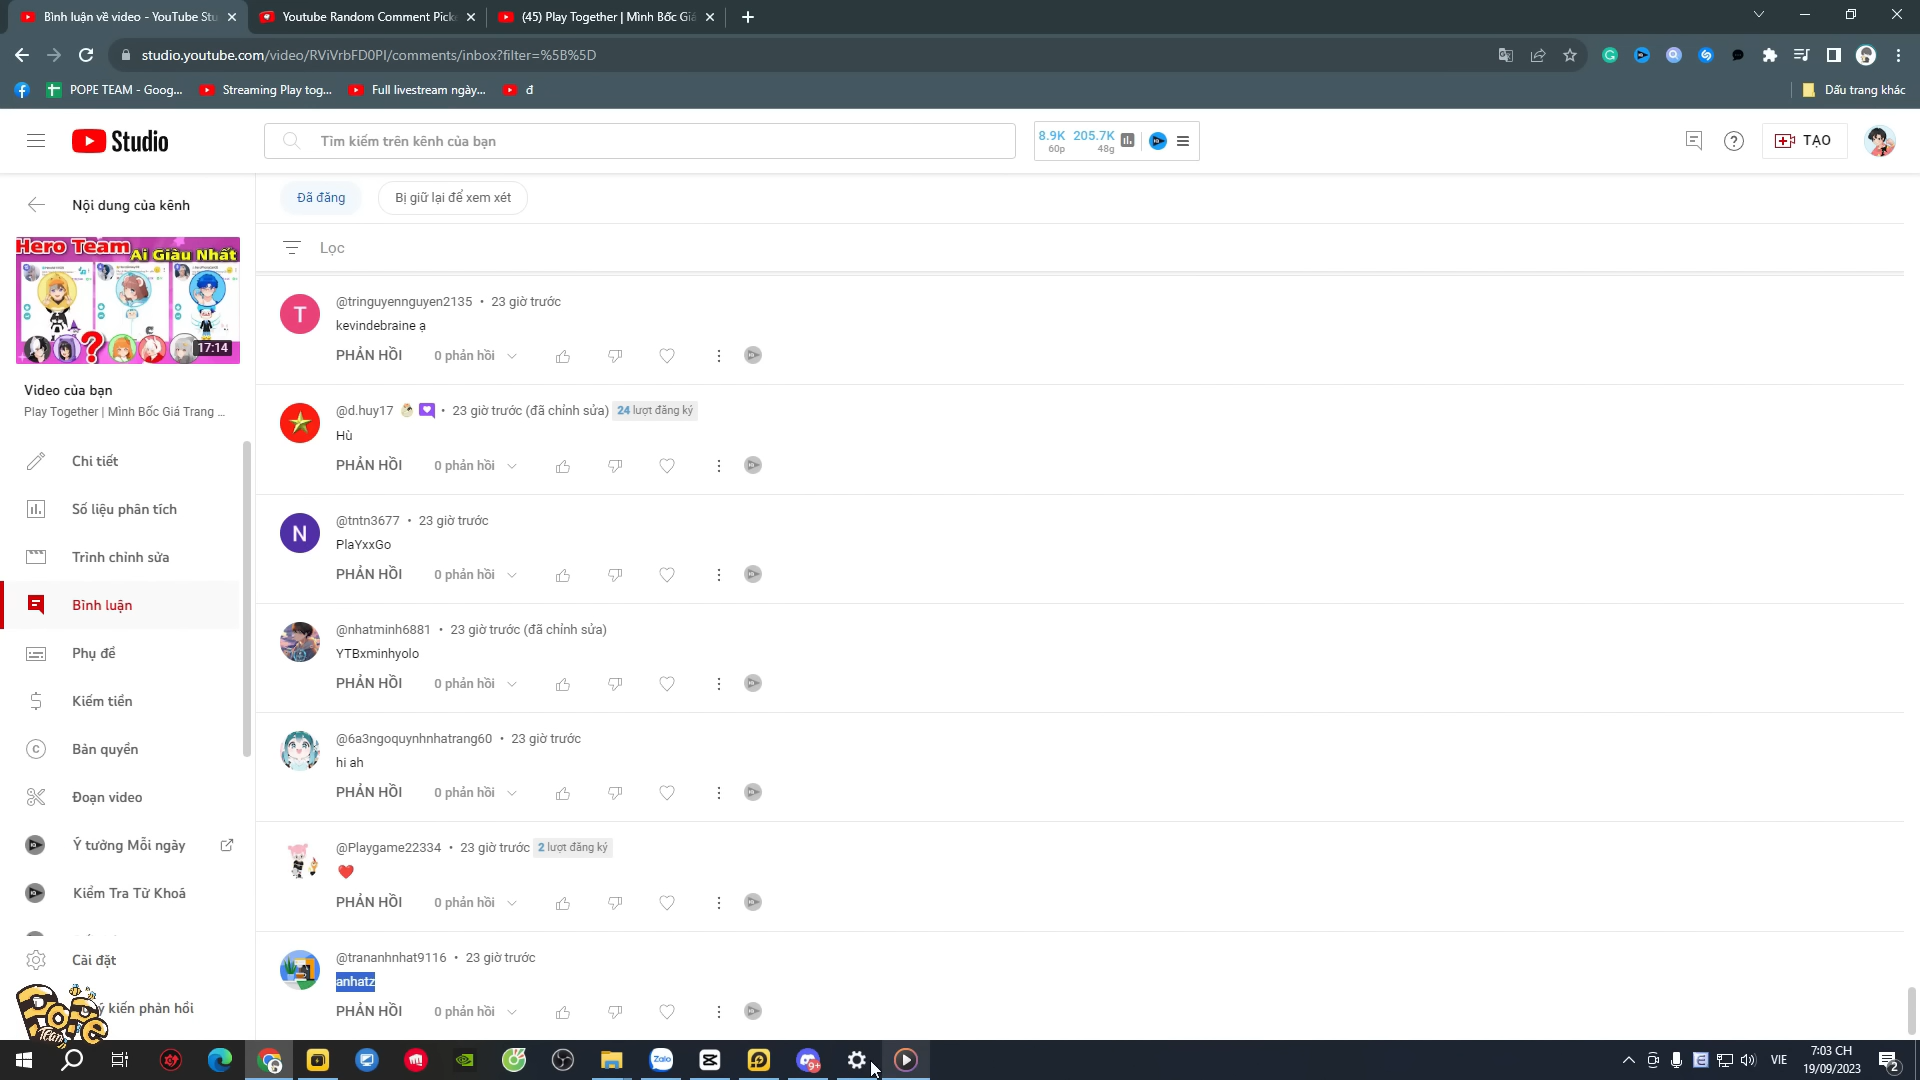 Bình luận về video - YouTube Stu
Youtube Random Comment Picke
(45) Play Together | Mình Bốc Giá
studio.youtube.com/video/RViVrbFD0PI/comments/inbox?filter=%5B%5D
POPE TEAM - Goog...
Streaming Play tog...
Full livestream ngày...
đ
Dấu trang khác
Studio
Tìm kiếm trên kênh của bạn
8.9K 205.7K
60p 48g
TẠO
Nội dung của kênh
Đã đăng
Bị giữ lại để xem xét
Lọc
Hero Team
Ai Giàu Nhất
?
17:14
Video của bạn
Play Together | Mình Bốc Giá Trang ...
Chi tiết
Số liệu phân tích
Trình chỉnh sửa
Bình luận
Phụ đề
Kiếm tiền
Bản quyền
Đoạn video
Ý tưởng Mỗi ngày
Kiểm Tra Từ Khoá
Cài đặt
ý kiến phản hồi
Pope
Team
T
@tringuyennguyen2135 • 23 giờ trước
kevindebraine ạ
PHẢN HỒI 0 phản hồi
@d.huy17 • 23 giờ trước (đã chỉnh sửa) 24 lượt đăng ký
Hù
PHẢN HỒI 0 phản hồi
N
@tntn3677 • 23 giờ trước
PlaYxxGo
PHẢN HỒI 0 phản hồi
@nhatminh6881 • 23 giờ trước (đã chỉnh sửa)
YTBxminhyolo
PHẢN HỒI 0 phản hồi
@6a3ngoquynhnhatrang60 • 23 giờ trước
hi ah
PHẢN HỒI 0 phản hồi
@Playgame22334 • 23 giờ trước 2 lượt đăng ký
❤️
PHẢN HỒI 0 phản hồi
@trananhnhat9116 • 23 giờ trước
anhatz
PHẢN HỒI 0 phản hồi
Zalo
9+
VIE
7:03 CH
19/09/2023
2